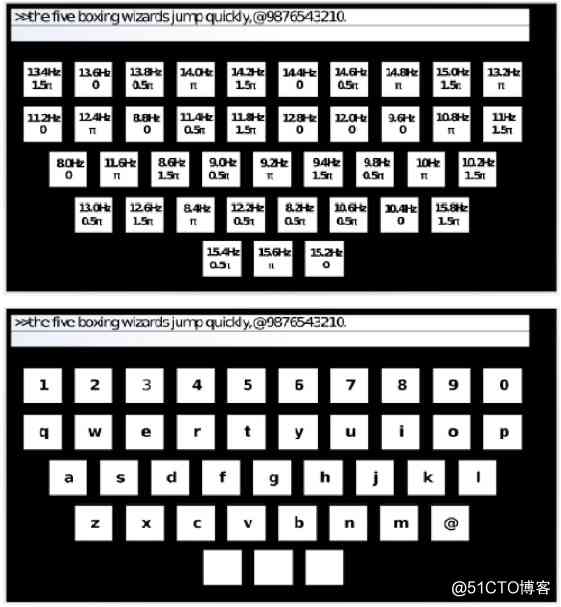 >>the five boxing wizards jump quickly,@9876543210.
13.4Hz 13.6Hz 13.8Hz 14.0Hz 14.2Hz 14.4Hz 14.6Hz 14.8Hz 15.0Hz 13.2Hz
1.5π 0 0.5π π 1.5π 0 0.5π π 1.5π π
11.2Hz 12.4Hz 8.8Hz 11.4Hz 11.8Hz 12.8Hz 12.0Hz 9.6Hz 10.8Hz 11Hz
0 π 0 0.5π 1.5π 0 0 0 π 1.5π
8.0Hz 11.6Hz 8.6Hz 9.0Hz 9.2Hz 9.4Hz 9.8Hz 10Hz 10.2Hz
0 π 1.5π 0.5π π 1.5π 0.5π π 1.5π
13.0Hz 12.6Hz 8.4Hz 12.2Hz 8.2Hz 10.6Hz 10.4Hz 15.8Hz
0.5π 1.5π π 0.5π 0.5π 0.5π 0 1.5π
15.4Hz 15.6Hz 15.2Hz
0.5π π 0
>>the five boxing wizards jump quickly,@9876543210.
1 2 3 4 5 6 7 8 9 0
q w e r t y u i o p
a s d f g h j k l
z x c v b n m @
@51CTO博客